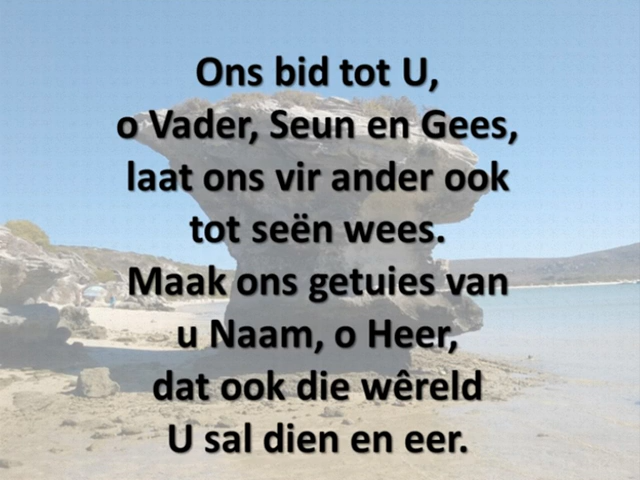 Ons bid tot U,
o Vader, Seun en Gees,
laat ons vir ander ook
tot seën wees.
Maak ons getuies van
u Naam, o Heer,
dat ook die wêreld
U sal dien en eer.